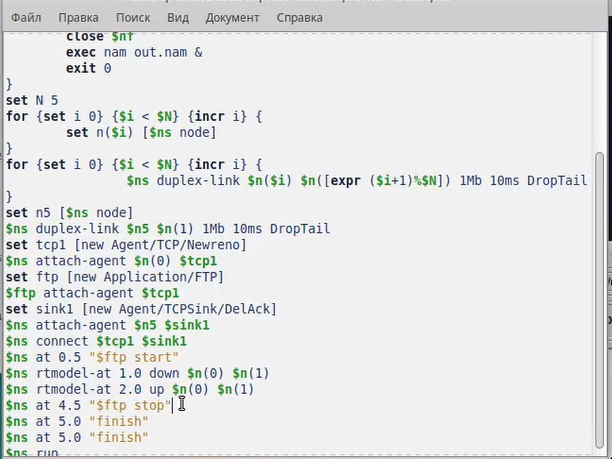 Файл Правка Поиск Вид Документ Справка
close $nf
exec nam out.nam &
exit 0
}
set N 5
for {set i 0} {$i < $N} {incr i} {
set n($i) [$ns node]
}
for {set i 0} {$i < $N} {incr i} {
$ns duplex-link $n($i) $n([expr ($i+1)%$N]) 1Mb 10ms DropTail
}
set n5 [$ns node]
$ns duplex-link $n5 $n(1) 1Mb 10ms DropTail
set tcp1 [new Agent/TCP/Newreno]
$ns attach-agent $n(0) $tcp1
set ftp [new Application/FTP]
$ftp attach-agent $tcp1
set sink1 [new Agent/TCPSink/DelAck]
$ns attach-agent $n5 $sink1
$ns connect $tcp1 $sink1
$ns at 0.5 "$ftp start"
$ns rtmodel-at 1.0 down $n(0) $n(1)
$ns rtmodel-at 2.0 up $n(0) $n(1)
$ns at 4.5 "$ftp stop"
$ns at 5.0 "finish"
$ns at 5.0 "finish"
$ns run